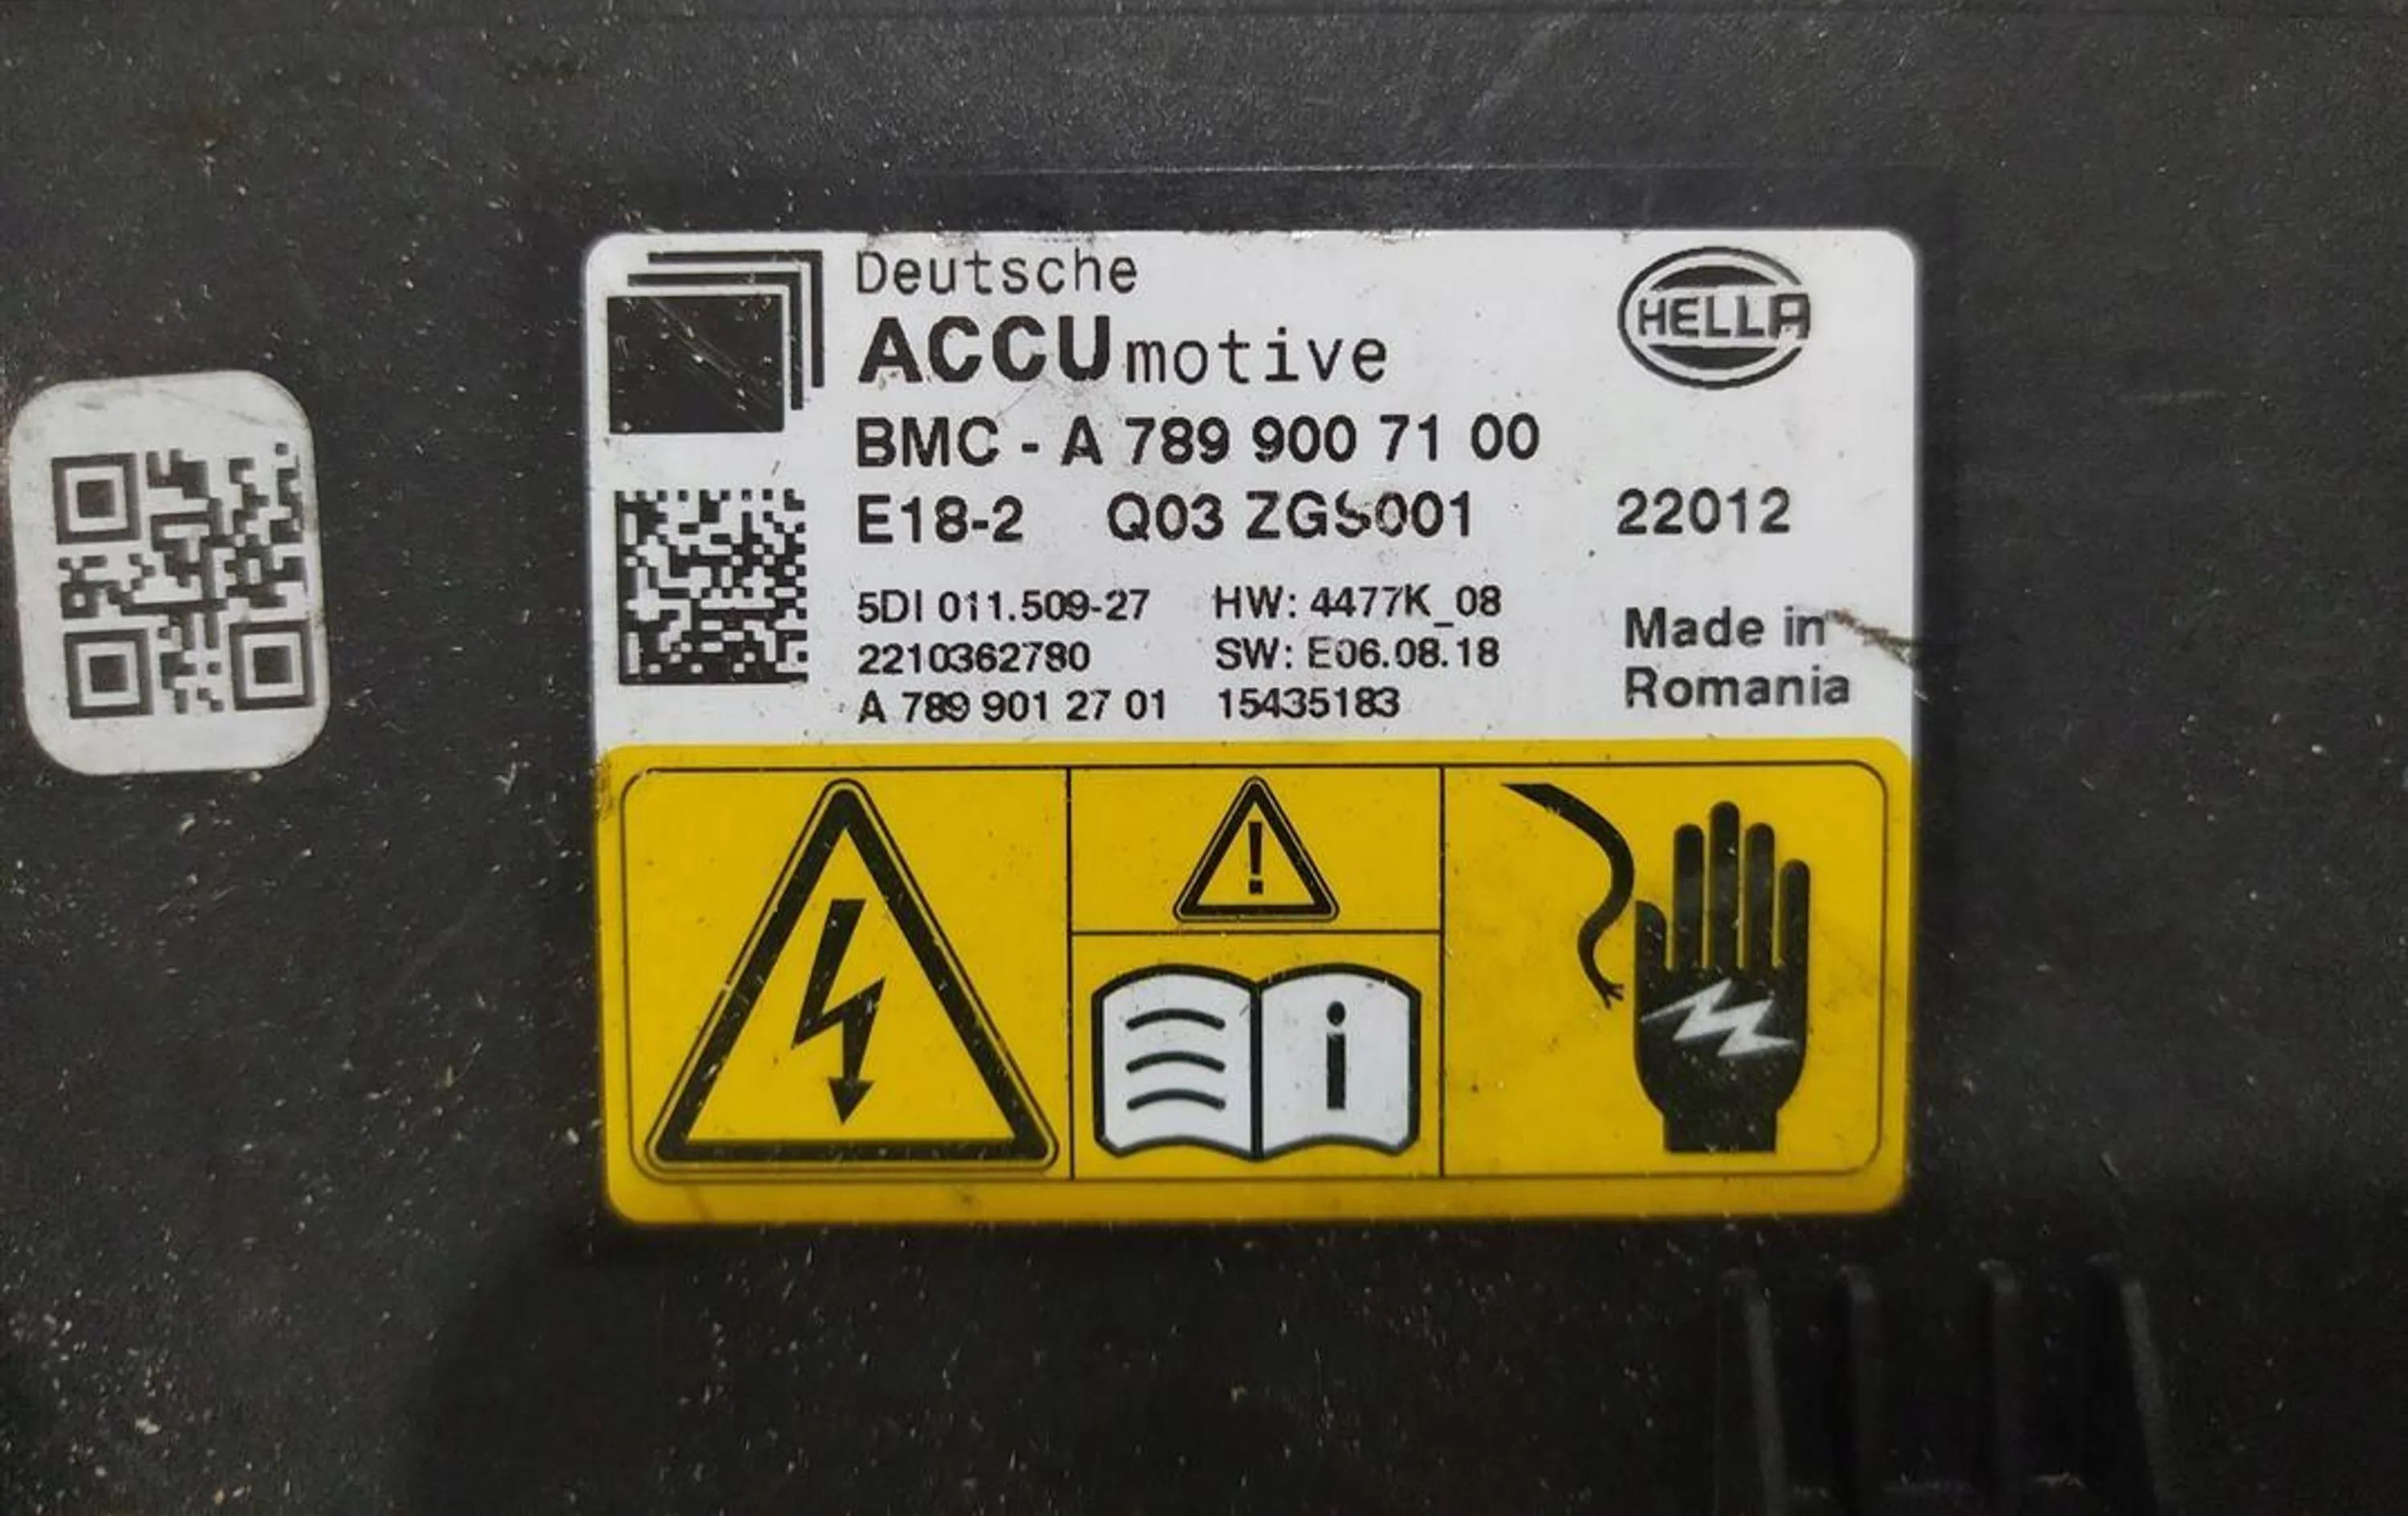 Deutsche
ACCUmotive
HELLA
BMC - A 789 900 71 00
E18-2 Q03 ZGS001 22012
5DI 011.509-27 HW: 4477K_08
2210362780 SW: E06.08.18
A 789 901 27 01 15435183
Made in
Romania
!
i